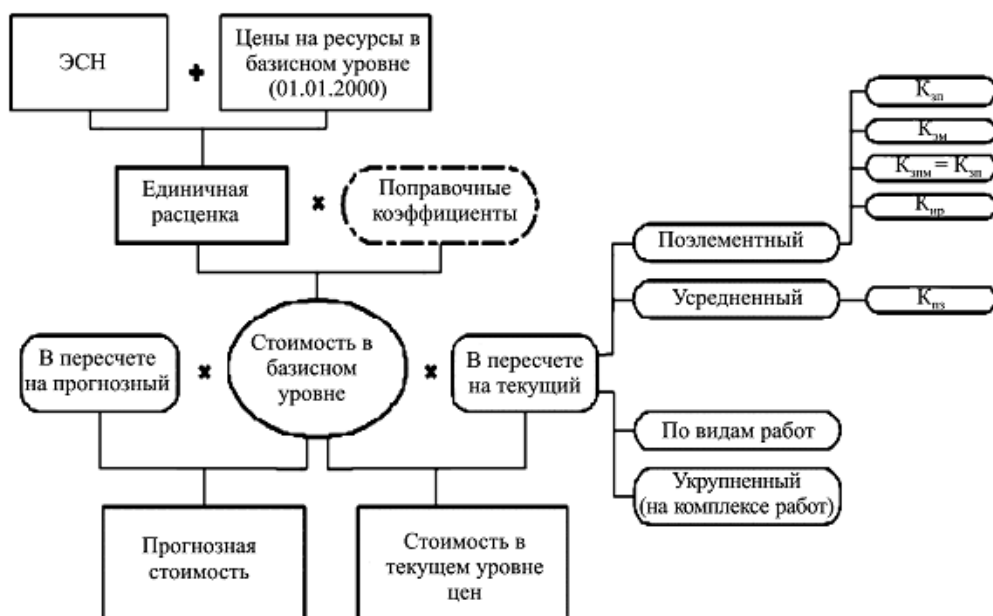 ЭСН
Цены на ресурсы в
базисном уровне
(01.01.2000)
Единичная
расценка
Поправочные
коэффициенты
В пересчете
на прогнозный
Стоимость в
базисном
уровне
В пересчете
на текущий
Поэлементный
Кзп
Кэм
Кзпм = Кзп
Кнр
Усредненный
Кпз
По видам работ
Укрупненный
(на комплексе работ)
Прогнозная
стоимость
Стоимость в
текущем уровне
цен